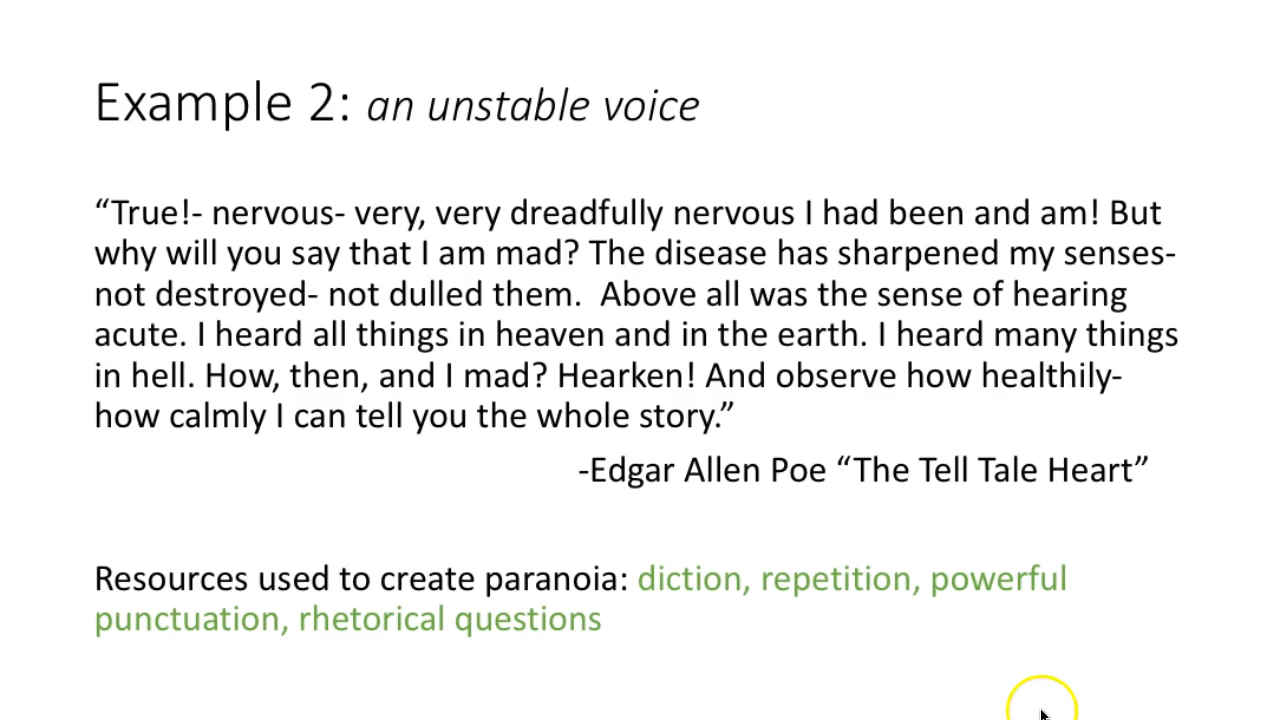 Example 2: an unstable voice
“True!- nervous- very, very dreadfully nervous I had been and am! But
why will you say that I am mad? The disease has sharpened my senses-
not destroyed- not dulled them.  Above all was the sense of hearing
acute. I heard all things in heaven and in the earth. I heard many things
in hell. How, then, and I mad? Hearken! And observe how healthily-
how calmly I can tell you the whole story.”
-Edgar Allen Poe “The Tell Tale Heart”
Resources used to create paranoia: diction, repetition, powerful
punctuation, rhetorical questions